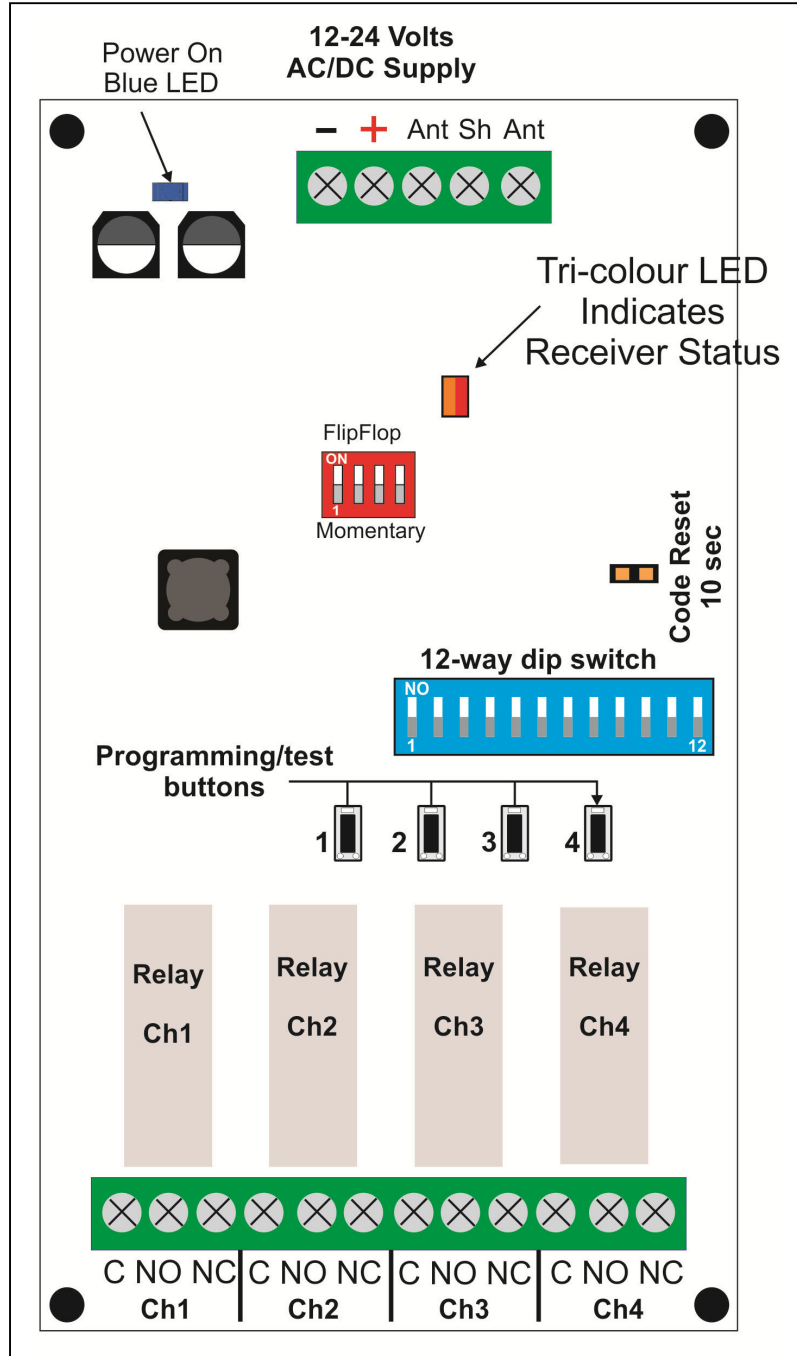 12-24 Volts
AC/DC Supply
Power On
Blue LED
- + Ant Sh Ant
Tri-colour LED
Indicates
Receiver Status
FlipFlop
ON
1
Momentary
Code Reset
10 sec
12-way dip switch
NO
1 12
Programming/test
buttons
1 2 3 4
Relay
Ch1
Relay
Ch2
Relay
Ch3
Relay
Ch4
C NO NC C NO NC C NO NC C NO NC
Ch1 Ch2 Ch3 Ch4